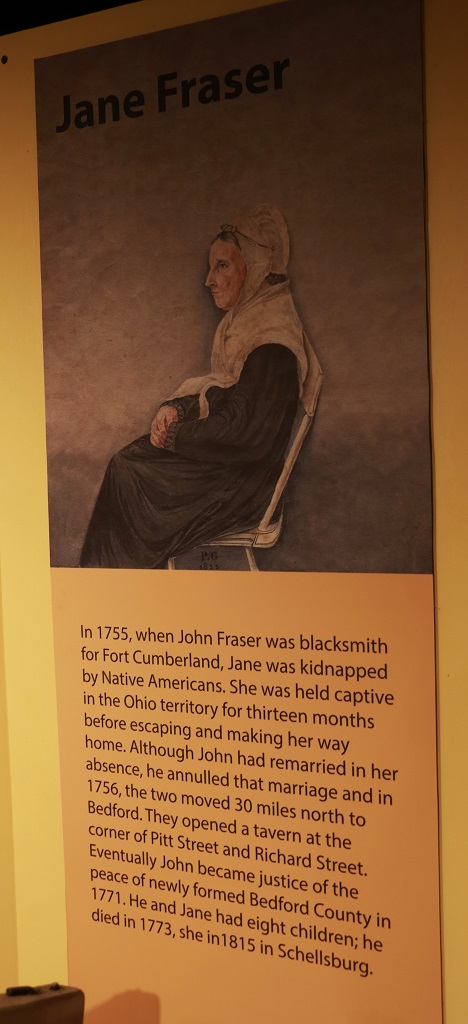 Jane Fraser
In 1755, when John Fraser was blacksmith
for Fort Cumberland, Jane was kidnapped
by Native Americans. She was held captive
in the Ohio territory for thirteen months
before escaping and making her way
home. Although John had remarried in her
absence, he annulled that marriage and in
1756, the two moved 30 miles north to
Bedford. They opened a tavern at the
corner of Pitt Street and Richard Street.
Eventually John became justice of the
peace of newly formed Bedford County in
1771. He and Jane had eight children; he
died in 1773, she in1815 in Schellsburg.